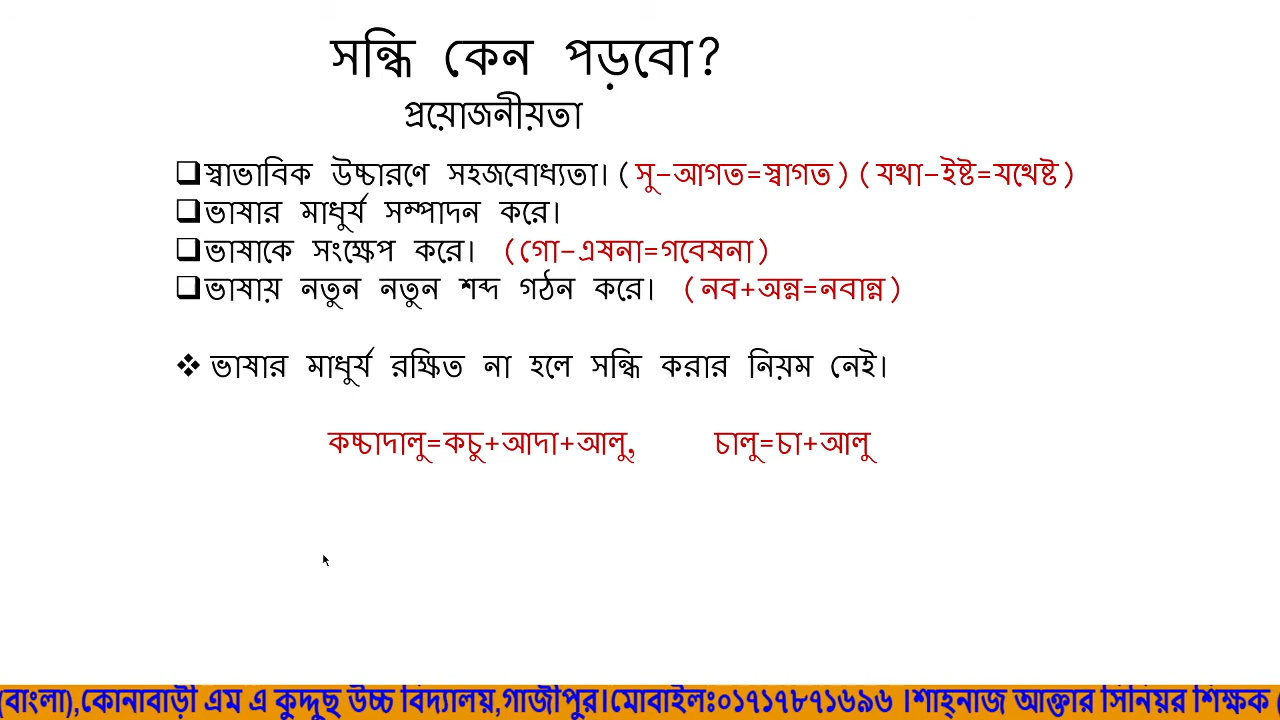 সন্ধি কেন পড়বো?
প্রয়োজনীয়তা
❑স্বাভাবিক উচ্চারণে সহজবোধ্যতা। (সু-আগত=স্বাগত) (যথা-ইষ্ট=যথেষ্ট)
❑ভাষার মাধুর্য সম্পাদন করে।
❑ভাষাকে সংক্ষেপ করে। (গো-এষনা=গবেষনা)
❑ভাষায় নতুন নতুন শব্দ গঠন করে। (নব+অন্ন=নবান্ন)
❖ ভাষার মাধুর্য রক্ষিত না হলে সন্ধি করার নিয়ম নেই।
কচ্চাদালু=কচু+আদা+আলু, চালু=চা+আলু
(বাংলা),কোনাবাড়ী এম এ কুদ্দুছ উচ্চ বিদ্যালয়,গাজীপুর।মোবাইলঃ০১৭১৭৮৭১৬৯৬ ।শাহ্নাজ আক্তার সিনিয়র শিক্ষক (